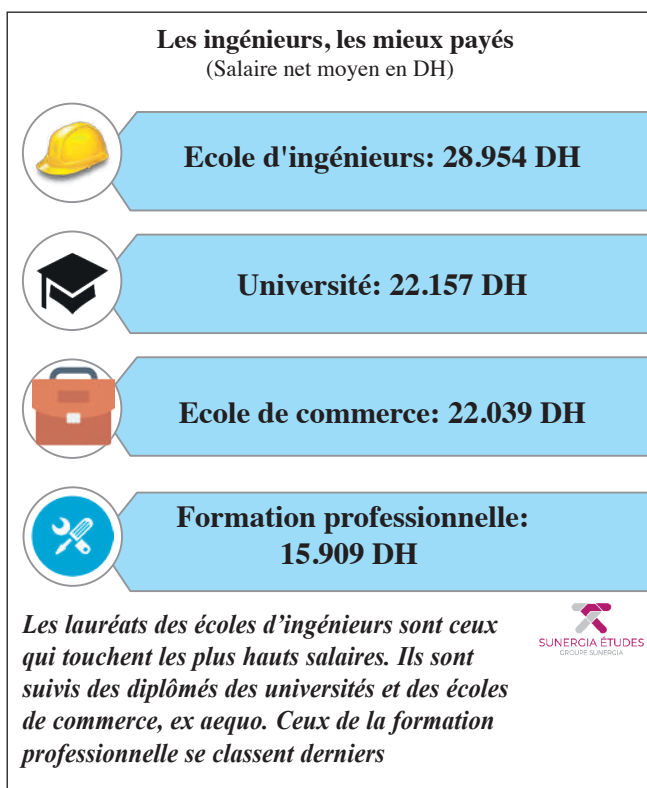 Les ingénieurs, les mieux payés
(Salaire net moyen en DH)
Ecole d'ingénieurs: 28.954 DH
Université: 22.157 DH
Ecole de commerce: 22.039 DH
Formation professionnelle:
15.909 DH
Les lauréats des écoles d’ingénieurs sont ceux
qui touchent les plus hauts salaires. Ils sont
suivis des diplômés des universités et des écoles
de commerce, ex aequo. Ceux de la formation
professionnelle se classent derniers
SUNERGIA ÉTUDES
GROUPE SUNERGIA